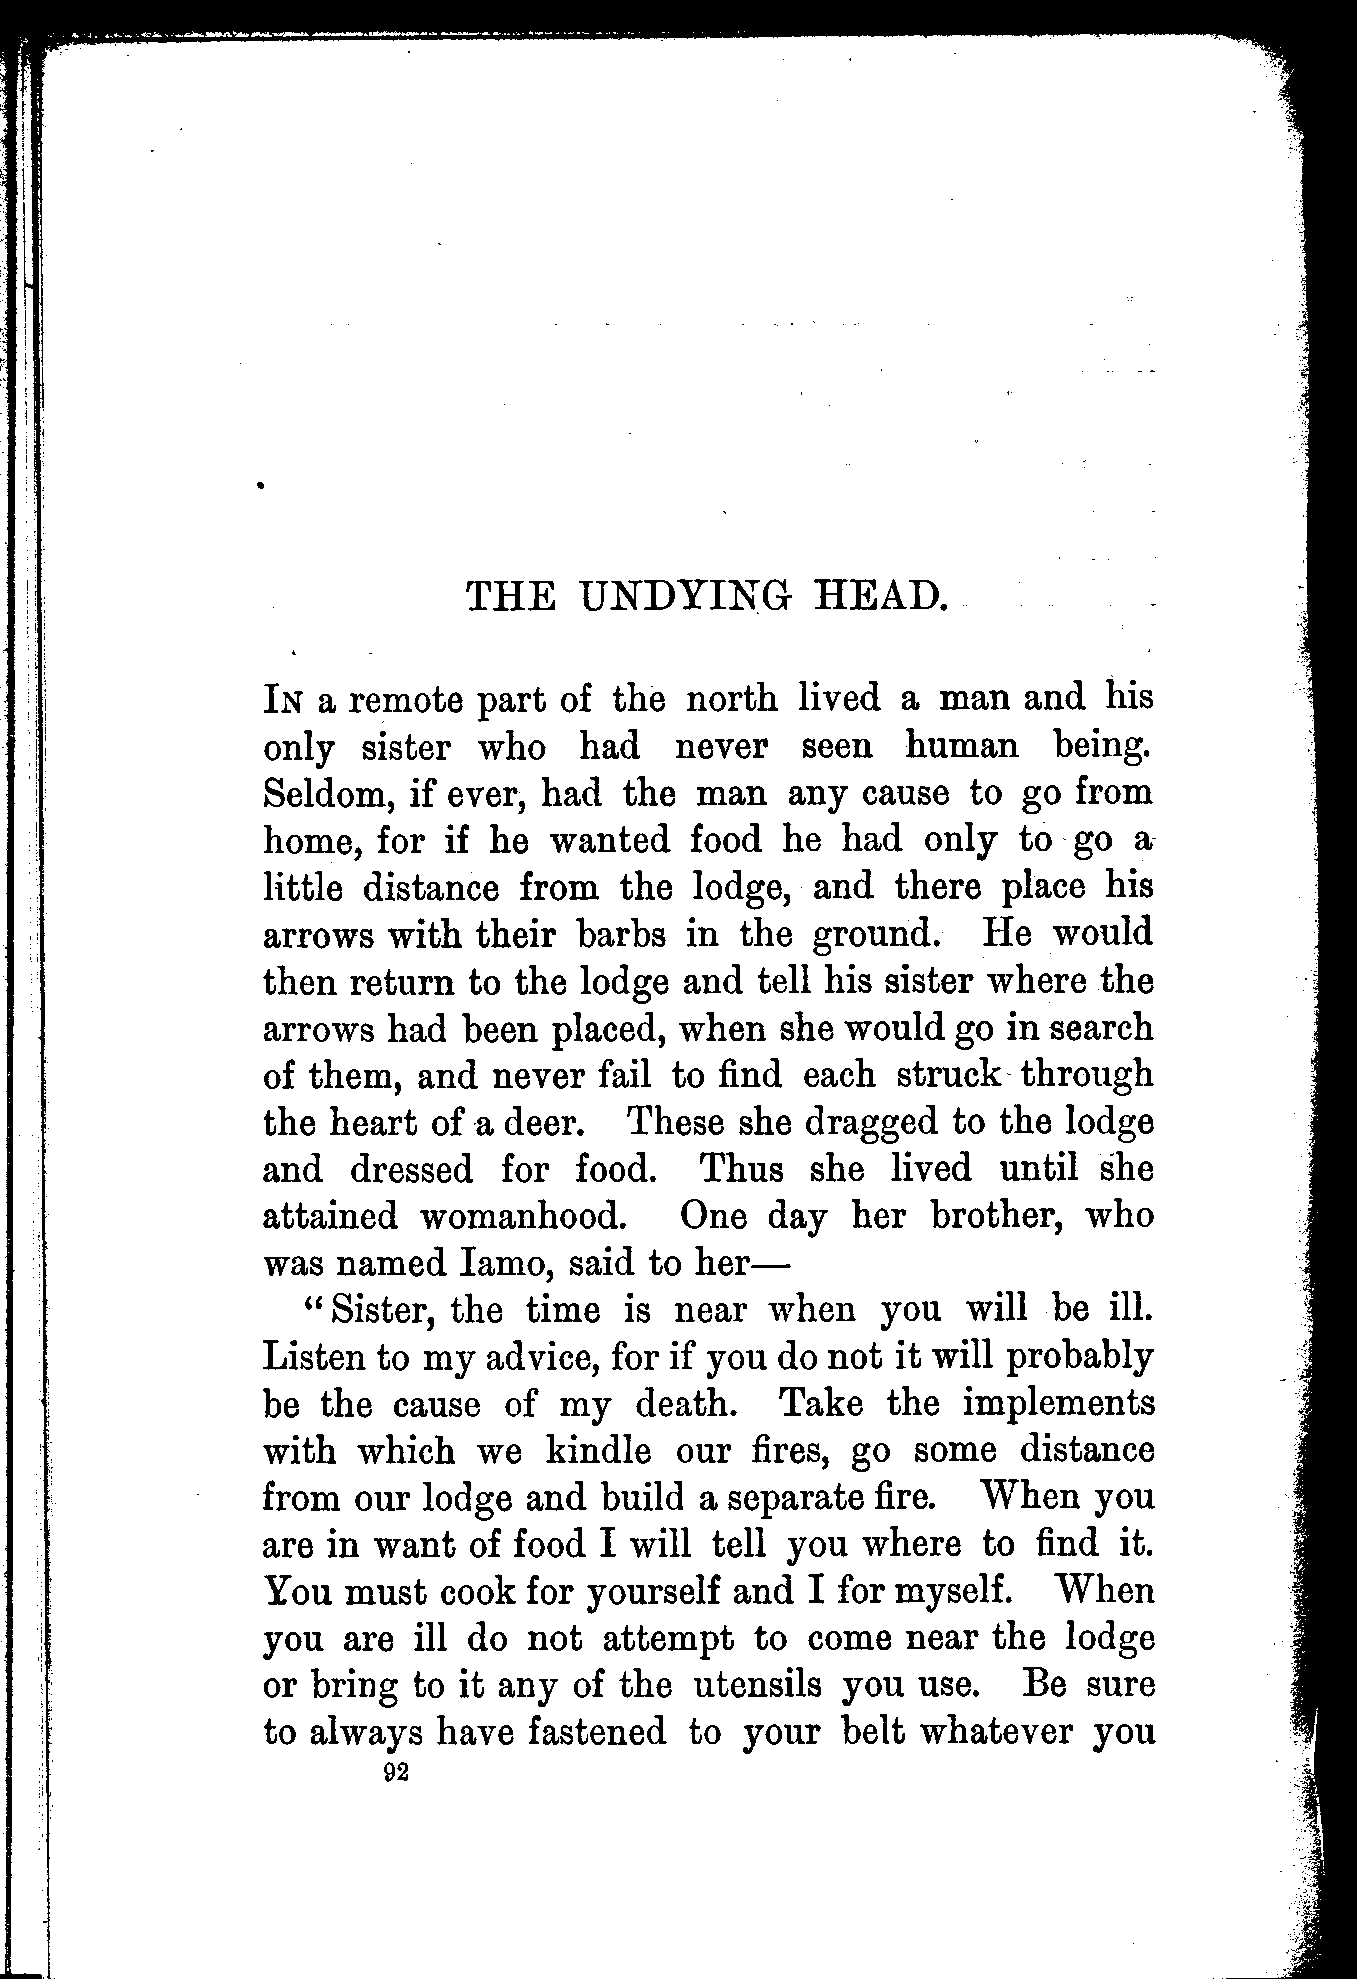 THE UNDYING HEAD.
IN a remote part of the north lived a man and his
only sister who had never seen human being.
Seldom, if ever, had the man any cause to go from
home, for if he wanted food he had only to go a
little distance from the lodge, and there place his
arrows with their barbs in the ground. He would
then return to the lodge and tell his sister where the
arrows had been placed, when she would go in search
of them, and never fail to find each struck through
the heart of a deer. These she dragged to the lodge
and dressed for food. Thus she lived until she
attained womanhood. One day her brother, who
was named Iamo, said to her—
“Sister, the time is near when you will be ill.
Listen to my advice, for if you do not it will probably
be the cause of my death. Take the implements
with which we kindle our fires, go some distance
from our lodge and build a separate fire. When you
are in want of food I will tell you where to find it.
You must cook for yourself and I for myself. When
you are ill do not attempt to come near the lodge
or bring to it any of the utensils you use. Be sure
to always have fastened to your belt whatever you
92